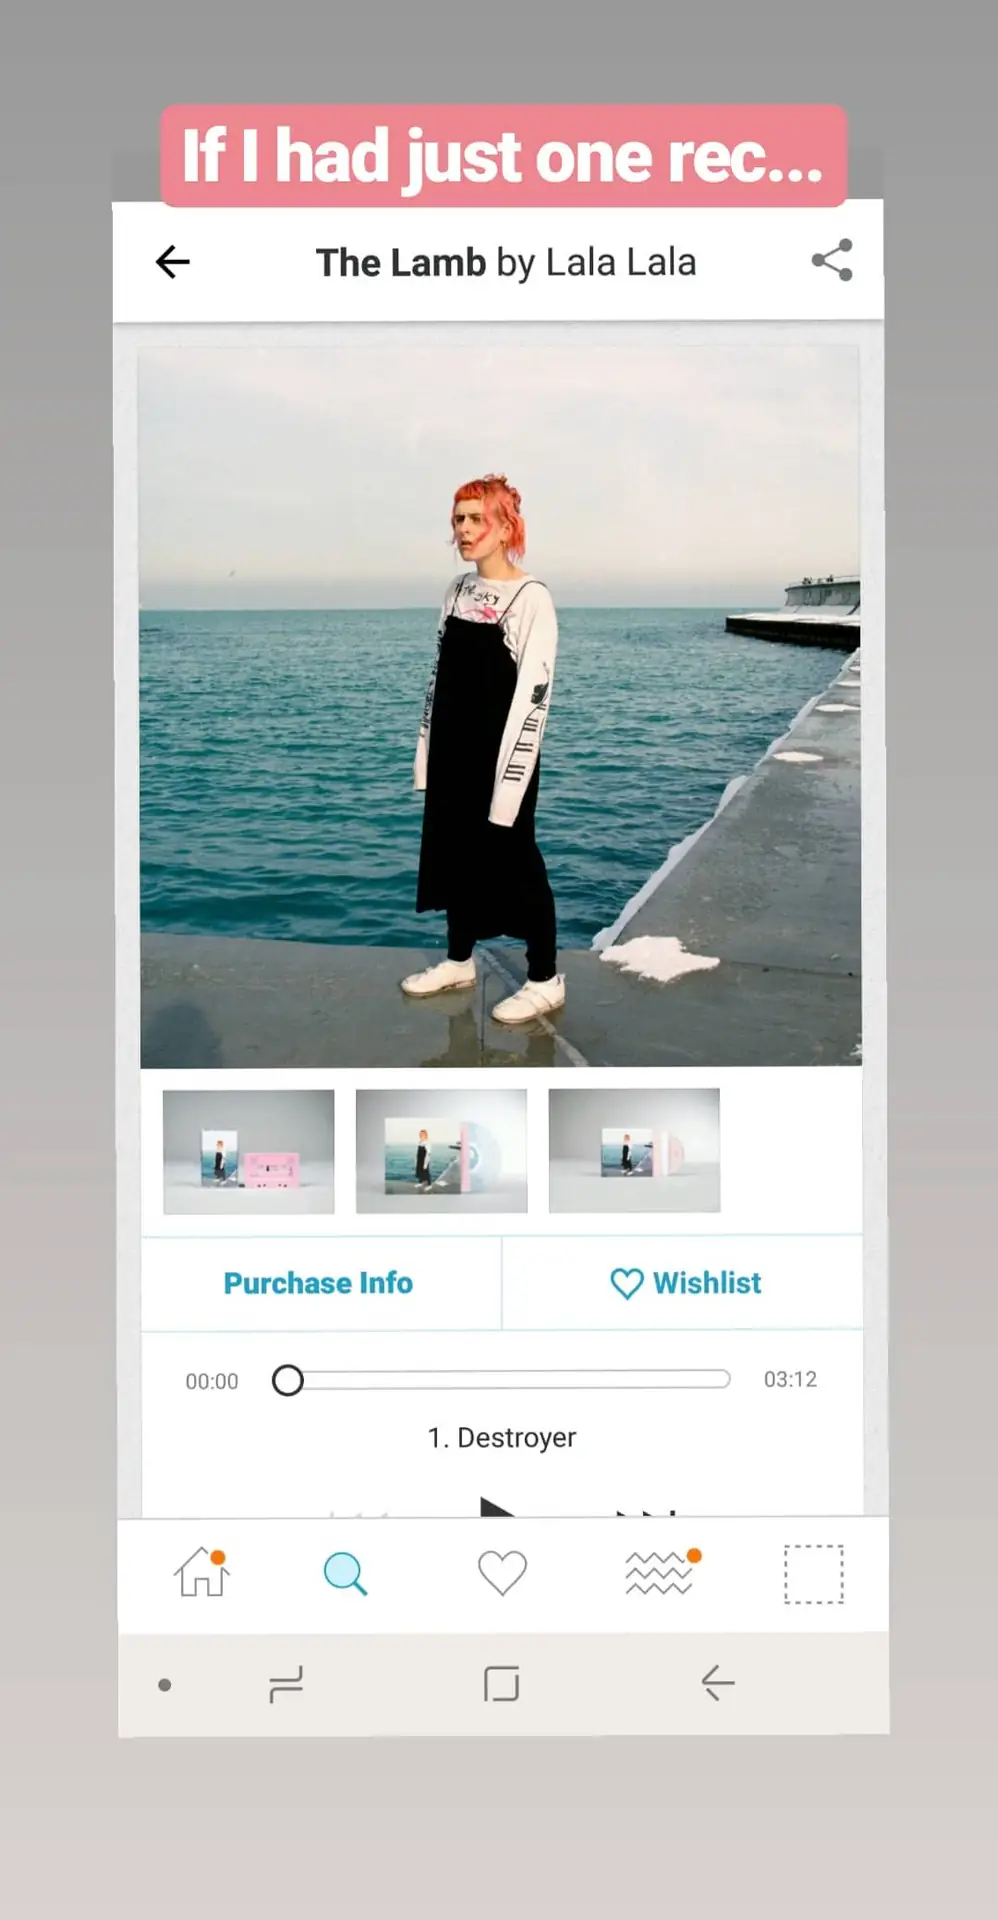 If I had just one rec...
The Lamb by Lala Lala
Purchase Info
Wishlist
00:00
03:12
1. Destroyer